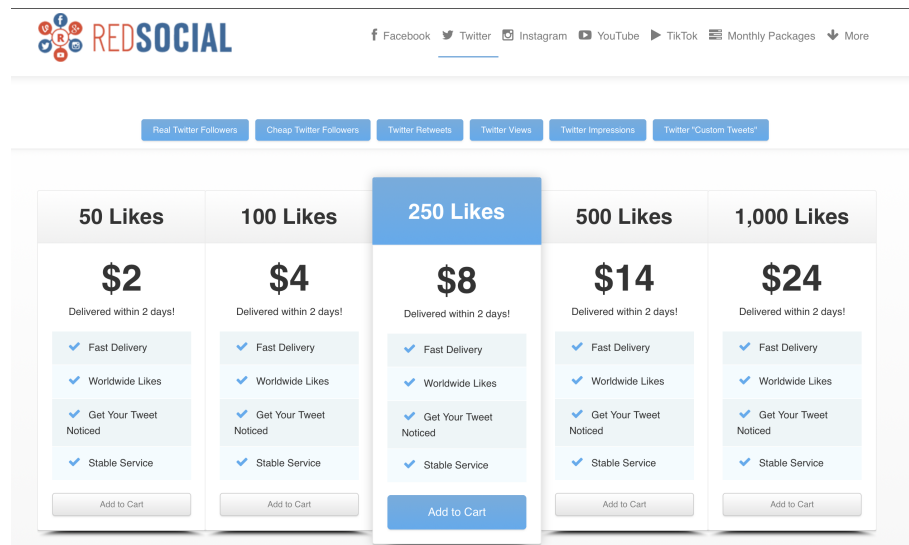 REDSOCIAL
Facebook Twitter Instagram YouTube TikTok Monthly Packages More
Real Twitter Followers Cheap Twitter Followers Twitter Retweets Twitter Views Twitter Impressions Twitter "Custom Tweets"
50 Likes 100 Likes 250 Likes 500 Likes 1,000 Likes
$2 $4 $8 $14 $24
Delivered within 2 days! Delivered within 2 days! Delivered within 2 days! Delivered within 2 days! Delivered within 2 days!
Fast Delivery Fast Delivery Fast Delivery Fast Delivery Fast Delivery
Worldwide Likes Worldwide Likes Worldwide Likes Worldwide Likes Worldwide Likes
Get Your Tweet Get Your Tweet Get Your Tweet Get Your Tweet Get Your Tweet
Noticed Noticed Noticed Noticed Noticed
Stable Service Stable Service Stable Service Stable Service Stable Service
Add to Cart Add to Cart Add to Cart Add to Cart Add to Cart